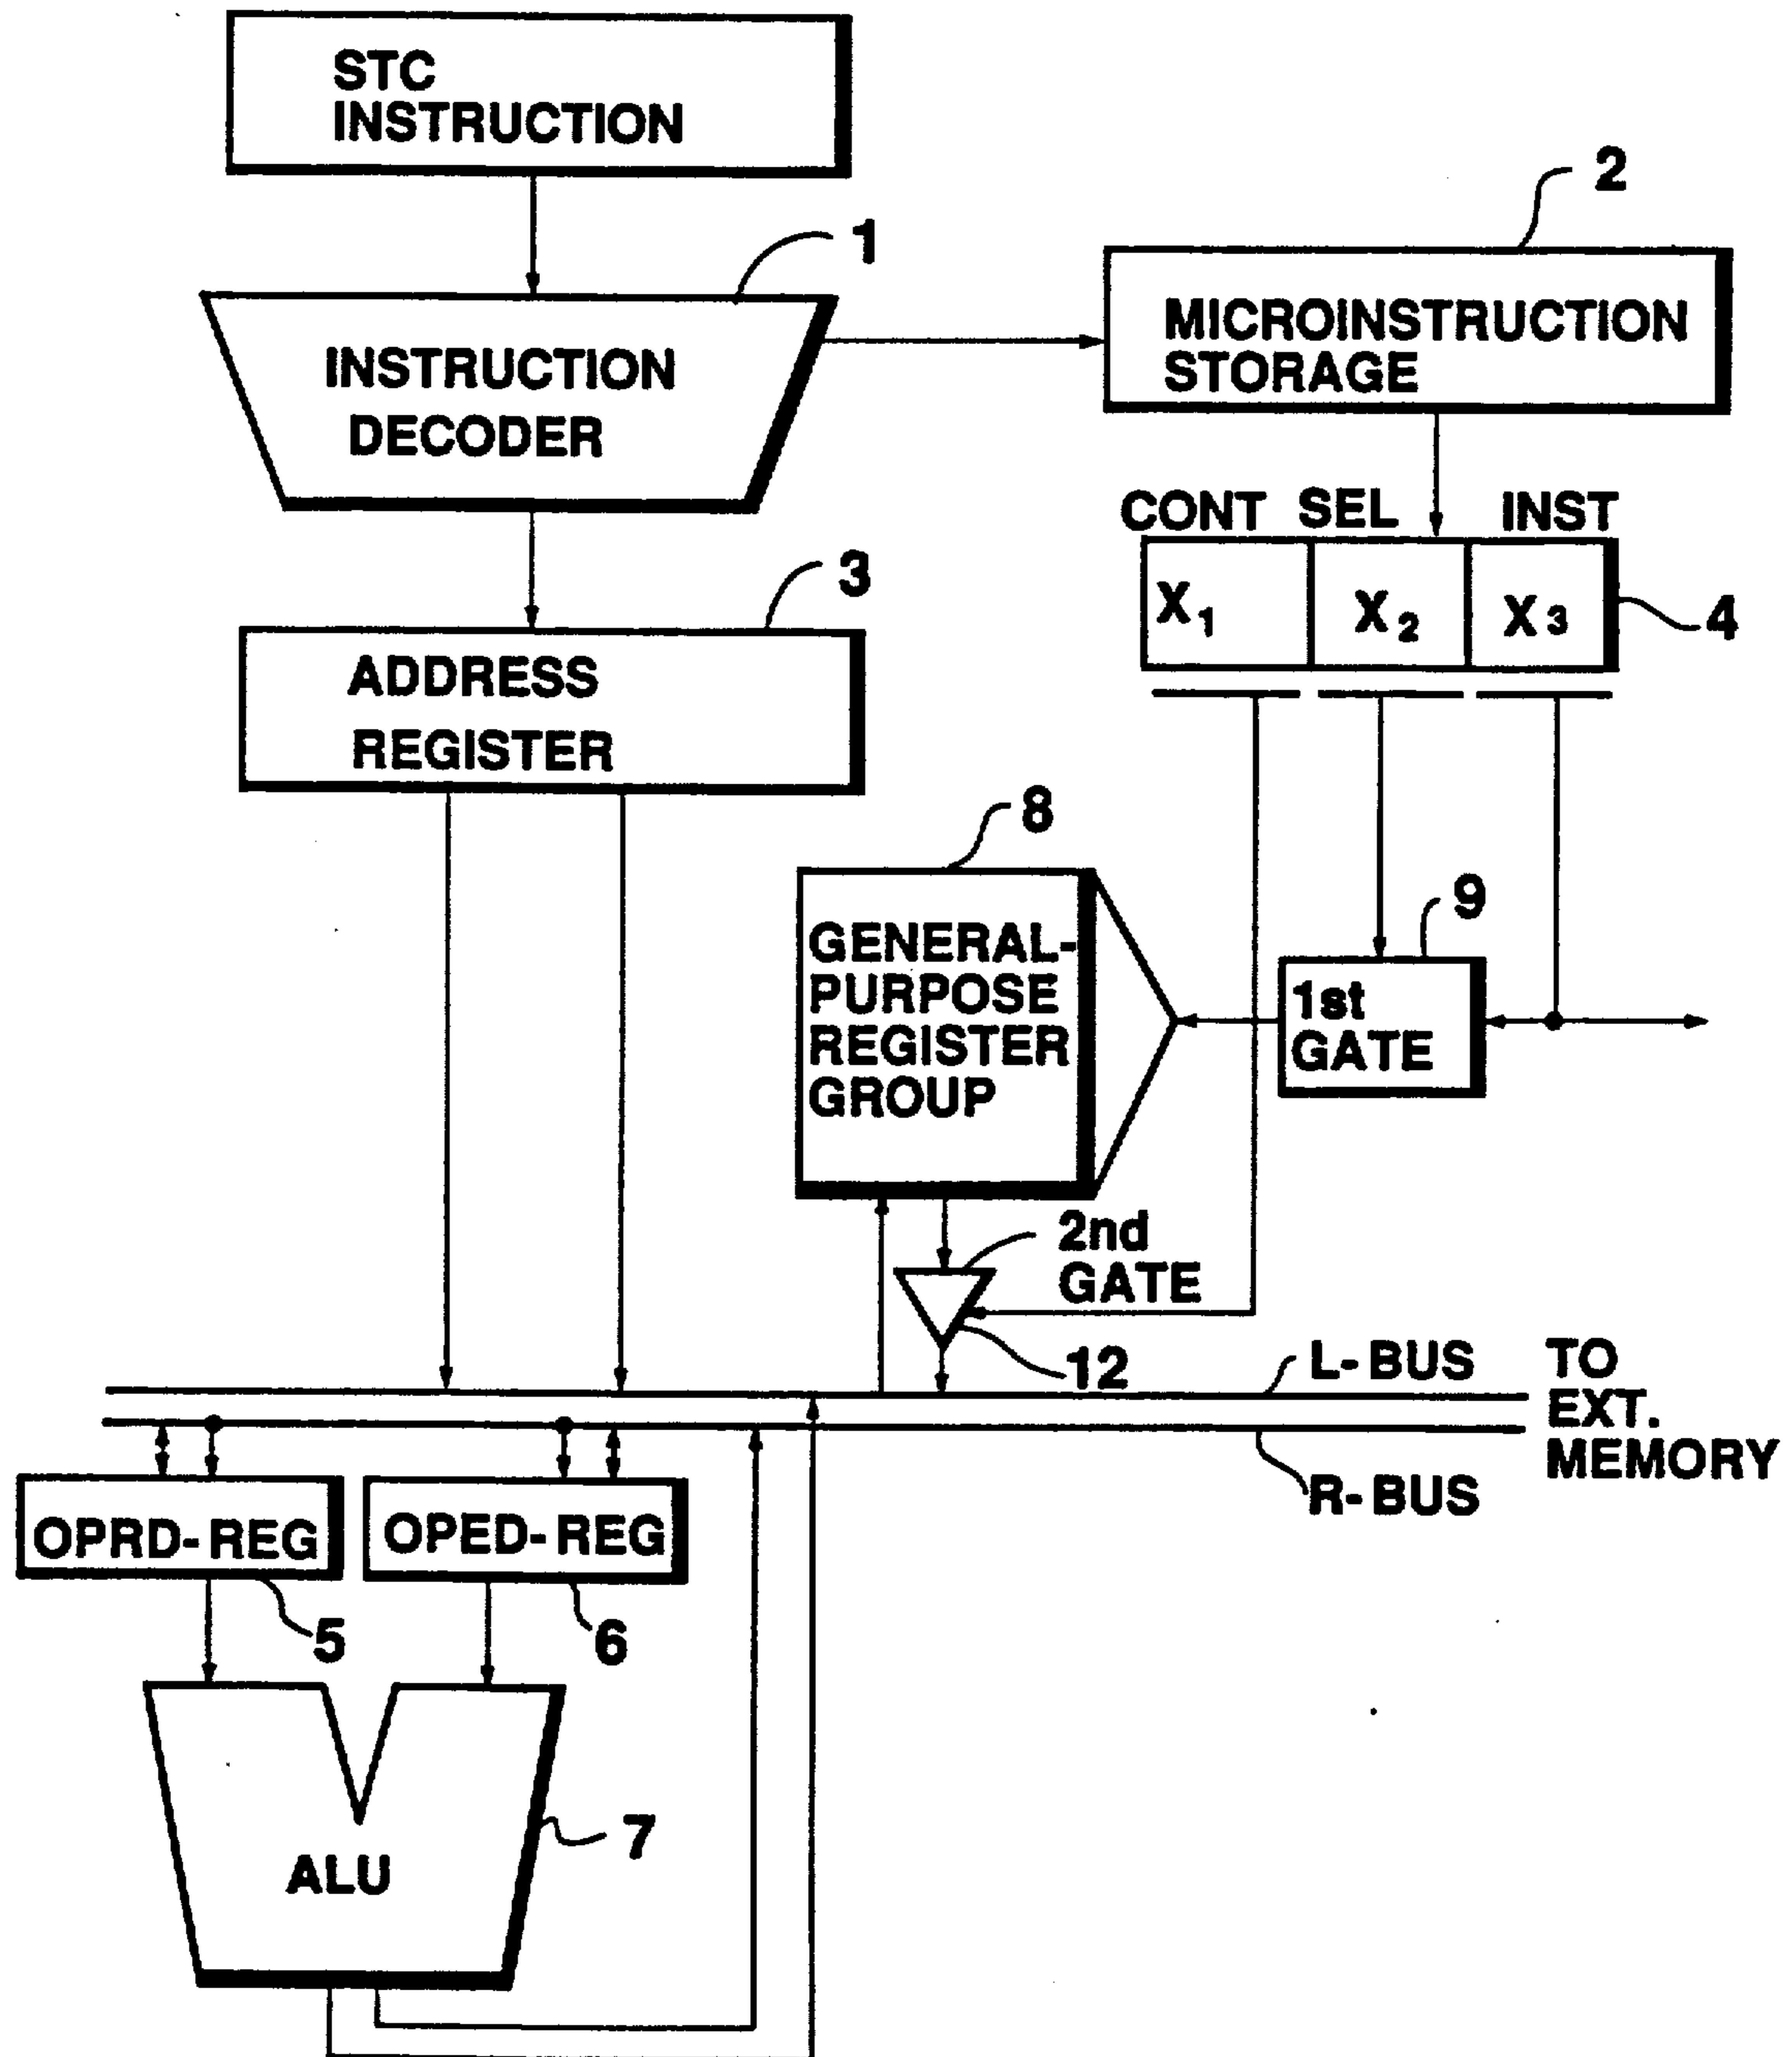 STC
INSTRUCTION
2
1
MICROINSTRUCTION
STORAGE
INSTRUCTION
DECODER
CONT SEL INST
X1 X2 X3
4
3
ADDRESS
REGISTER
8
9
GENERAL-
PURPOSE
REGISTER
GROUP
1st
GATE
2nd
GATE
12
L-BUS
R-BUS
TO
EXT.
MEMORY
OPRD-REG
OPED-REG
5
6
7
ALU